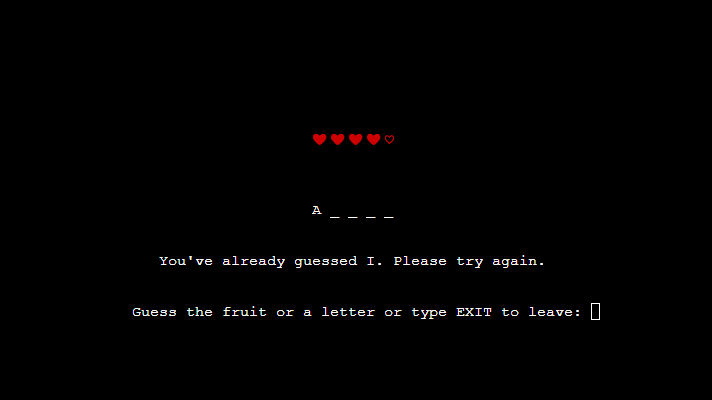 A _ _ _ _
You've already guessed I. Please try again.
Guess the fruit or a letter or type EXIT to leave: